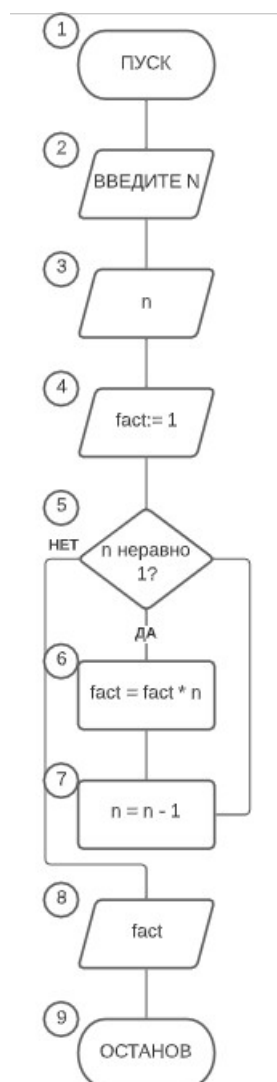 1
ПУСК
2
ВВЕДИТЕ N
3
n
4
fact:= 1
5
НЕТ
n неравно
1?
ДА
6
fact = fact * n
7
n = n - 1
8
fact
9
ОСТАНОВ